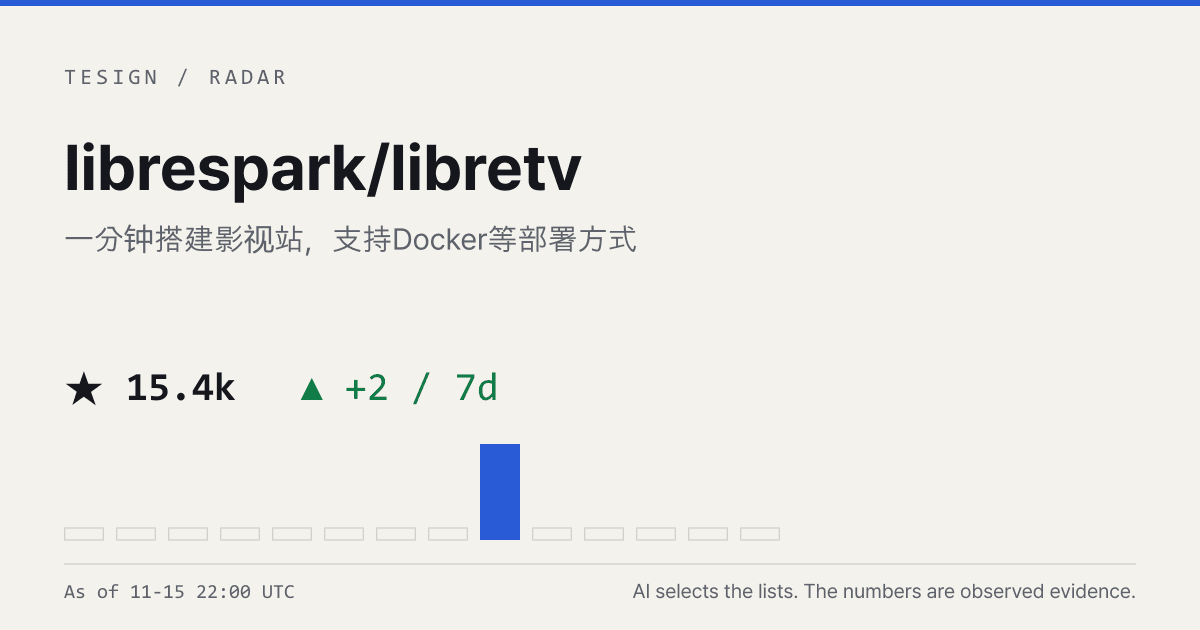 TESIGN / RADAR
librespark/libretv
一分钟搭建影视站，支持Docker等部署方式
★ 15.4k ▲ +2 / 7d
As of 11-15 22:00 UTC
AI selects the lists. The numbers are observed evidence.